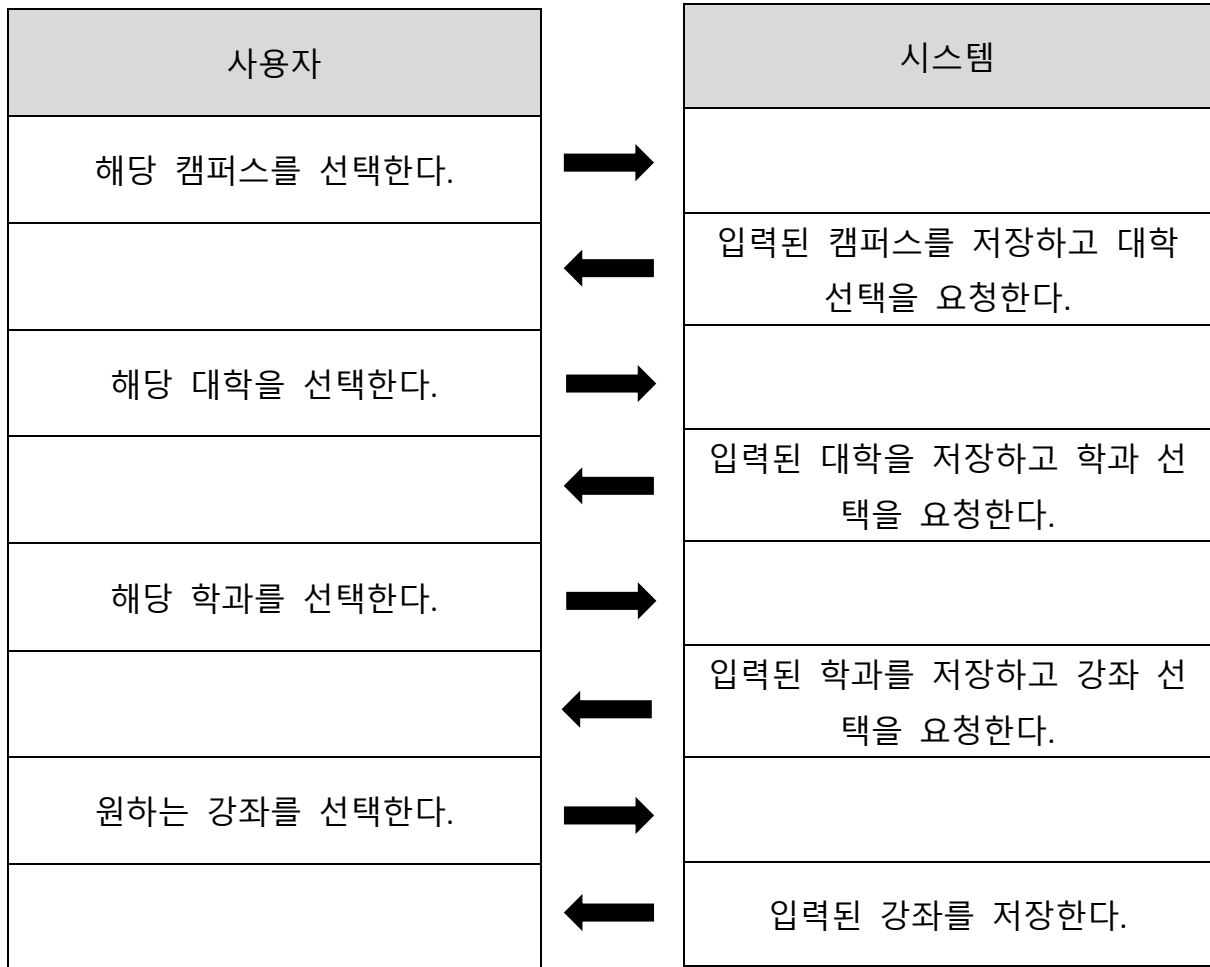 사용자
시스템
해당 캠퍼스를 선택한다.
입력된 캠퍼스를 저장하고 대학
선택을 요청한다.
해당 대학을 선택한다.
입력된 대학을 저장하고 학과 선
택을 요청한다.
해당 학과를 선택한다.
입력된 학과를 저장하고 강좌 선
택을 요청한다.
원하는 강좌를 선택한다.
입력된 강좌를 저장한다.